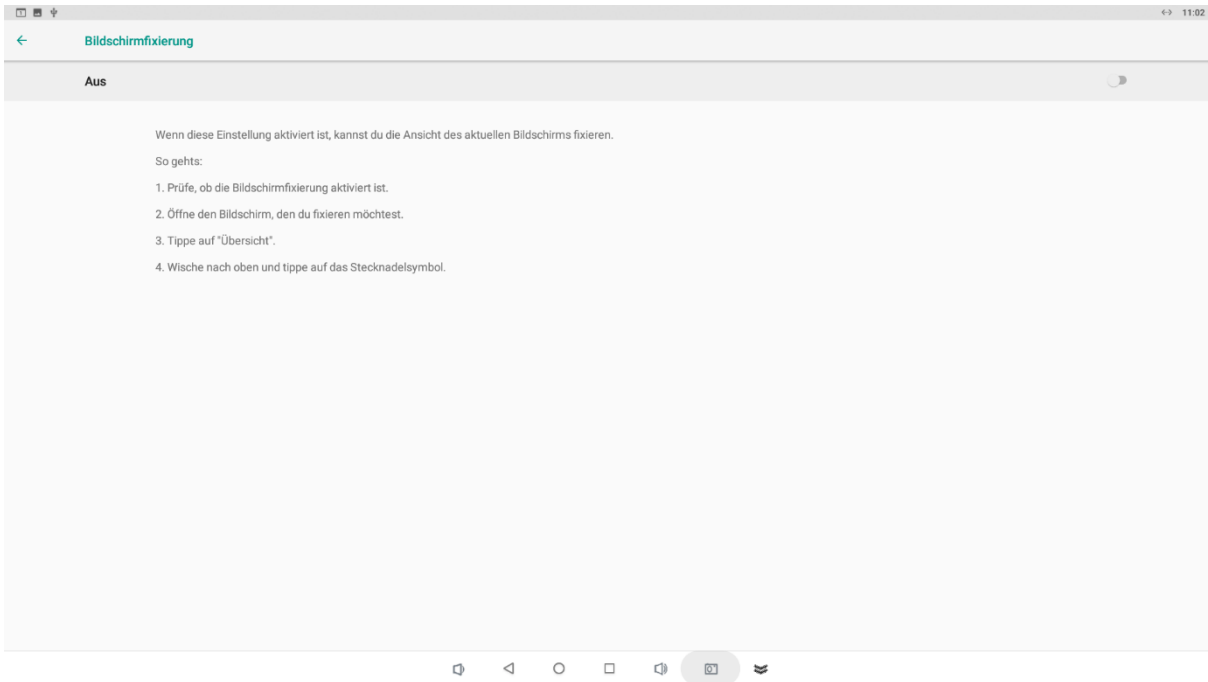 11:02
Bildschirmfixierung
Aus
Wenn diese Einstellung aktiviert ist, kannst du die Ansicht des aktuellen Bildschirms fixieren.
So gehts:
1. Prüfe, ob die Bildschirmfixierung aktiviert ist.
2. Öffne den Bildschirm, den du fixieren möchtest.
3. Tippe auf "Übersicht".
4. Wische nach oben und tippe auf das Stecknadelsymbol.